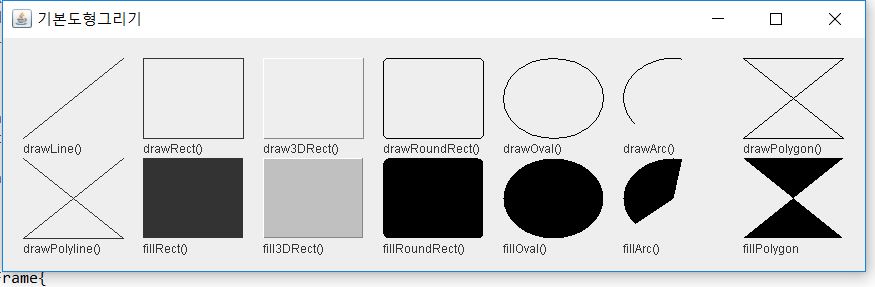 기본도형그리기
drawLine() drawRect() draw3DRect() drawRoundRect() drawOval() drawArc() drawPolygon()
drawPolyline() fillRect() fill3DRect() fillRoundRect() fillOval() fillArc() fillPolygon
rame{